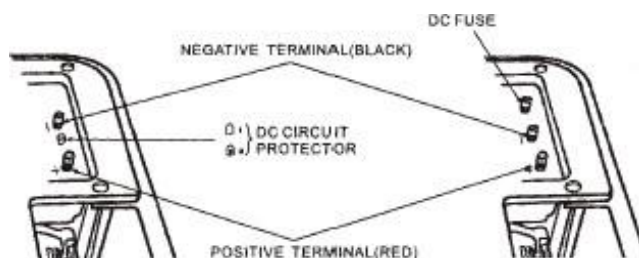 DC FUSE
NEGATIVE TERMINAL(BLACK)
DC CIRCUIT
PROTECTOR
POSITIVE TERMINAL(RED)